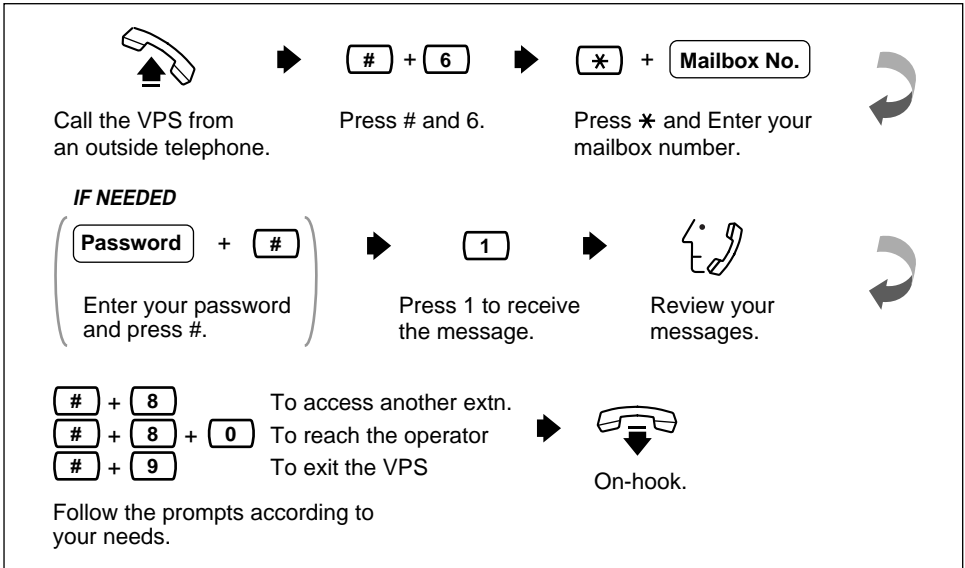 # + 6
✱ + Mailbox No.
Call the VPS from
an outside telephone.
Press # and 6.
Press ✱ and Enter your
mailbox number.
IF NEEDED
Password + #
1
Enter your password
and press #.
Press 1 to receive
the message.
Review your
messages.
# + 8 To access another extn.
# + 8 + 0 To reach the operator
# + 9 To exit the VPS
On-hook.
Follow the prompts according to
your needs.